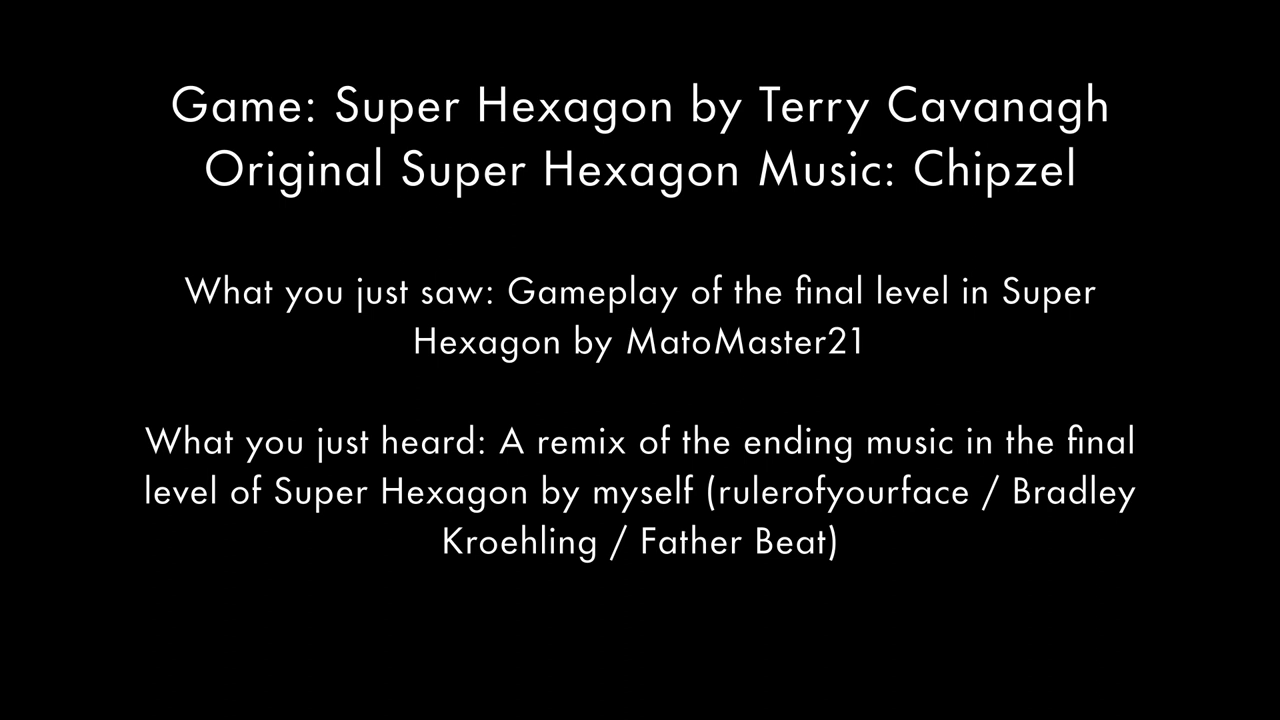 Game: Super Hexagon by Terry Cavanagh
Original Super Hexagon Music: Chipzel
What you just saw: Gameplay of the final level in Super
Hexagon by MatoMaster21
What you just heard: A remix of the ending music in the final
level of Super Hexagon by myself (rulerofyourface / Bradley
Kroehling / Father Beat)